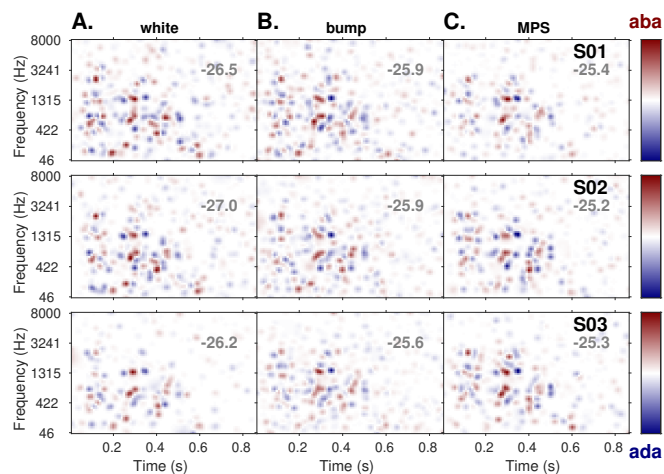 A. white B. bump C. MPS aba
8000 S01
3241 -26.5 -25.9 -25.4
1315
422
46
Frequency (Hz)
8000 S02
3241 -27.0 -25.9 -25.2
1315
422
46
Frequency (Hz)
8000 S03
3241 -26.2 -25.6 -25.3
1315
422
46
Frequency (Hz)
0.2 0.4 0.6 0.8 0.2 0.4 0.6 0.8 0.2 0.4 0.6 0.8 ada
Time (s) Time (s) Time (s)